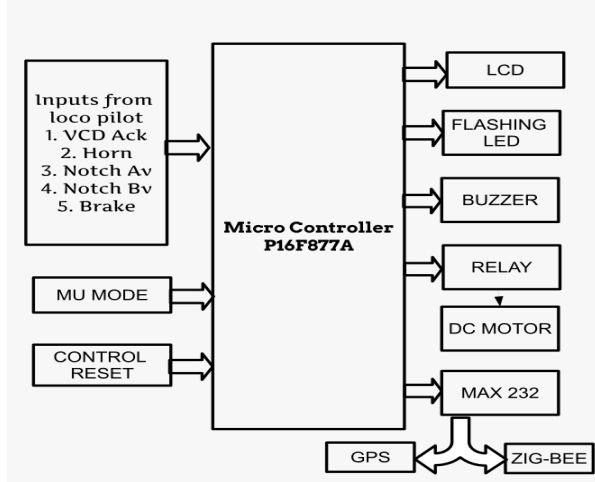 Inputs from
loco pilot
1. VCD Ack
2. Horn
3. Notch Av
4. Notch Bv
5. Brake
MU MODE
CONTROL
RESET
Micro Controller
P16F877A
LCD
FLASHING
LED
BUZZER
RELAY
DC MOTOR
MAX 232
GPS
ZIG-BEE